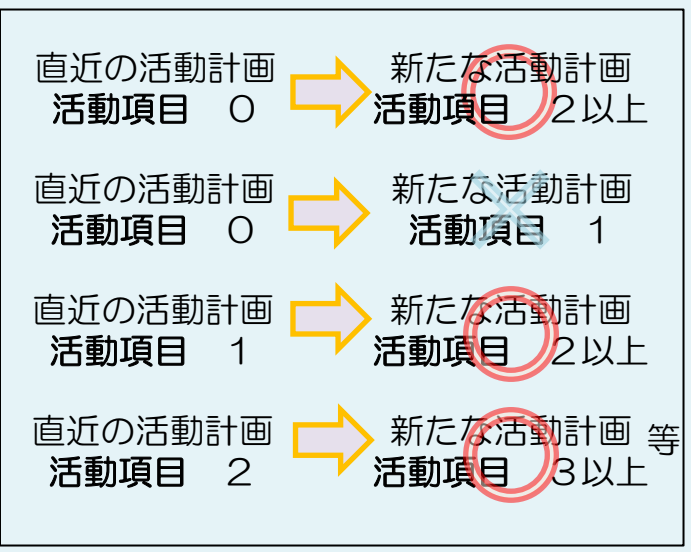 直近の活動計画 新たな活動計画
活動項目 0 活動項目 2以上
直近の活動計画 新たな活動計画
活動項目 0 活動項目 1
直近の活動計画 新たな活動計画
活動項目 1 活動項目 2以上
直近の活動計画 新たな活動計画 等
活動項目 2 活動項目 3以上